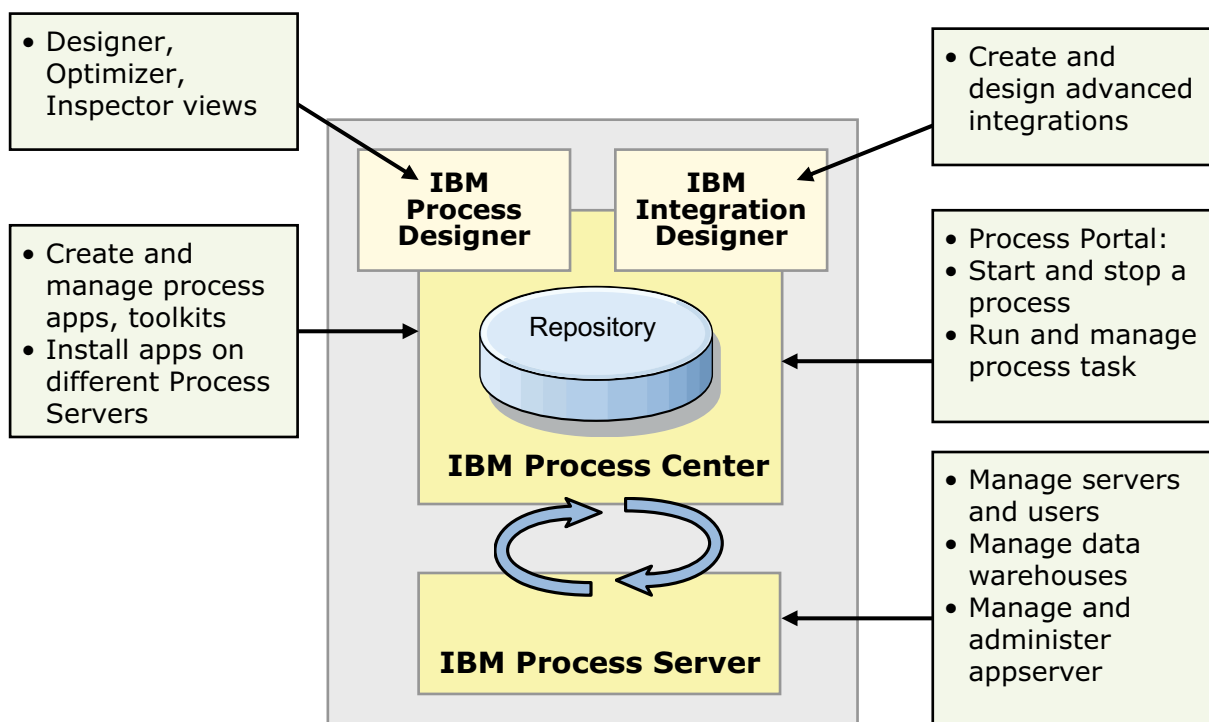 • Designer,
Optimizer,
Inspector views
• Create and
design advanced
integrations
IBM
Process
Designer
IBM
Integration
Designer
• Create and
manage process
apps, toolkits
• Install apps on
different Process
Servers
Repository
IBM Process Center
• Process Portal:
• Start and stop a
process
• Run and manage
process task
IBM Process Server
• Manage servers
and users
• Manage data
warehouses
• Manage and
administer
appserver